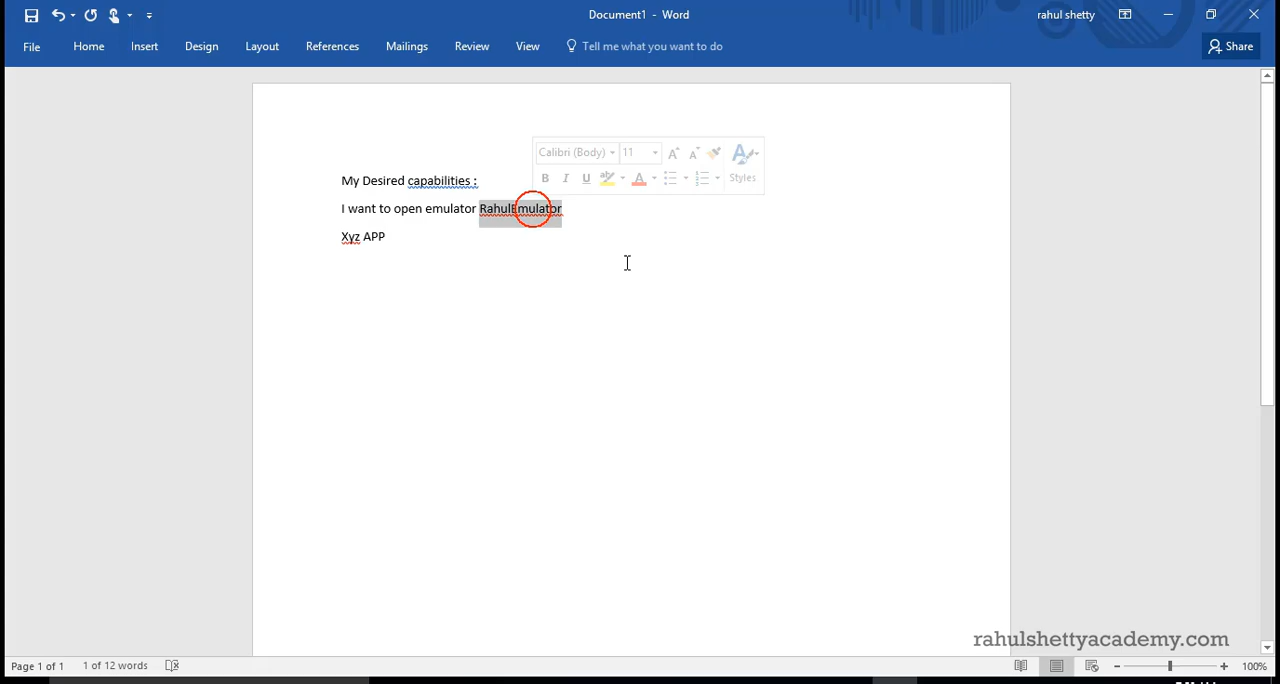 Document1 - Word
rahul shetty
File Home Insert Design Layout References Mailings Review View Tell me what you want to do
Share
Calibri (Body) 11
B I U ab A Styles
My Desired capabilities :
I want to open emulator RahulEmulator
Xyz APP
rahulshettyacademy.com
Page 1 of 1 1 of 12 words 100%